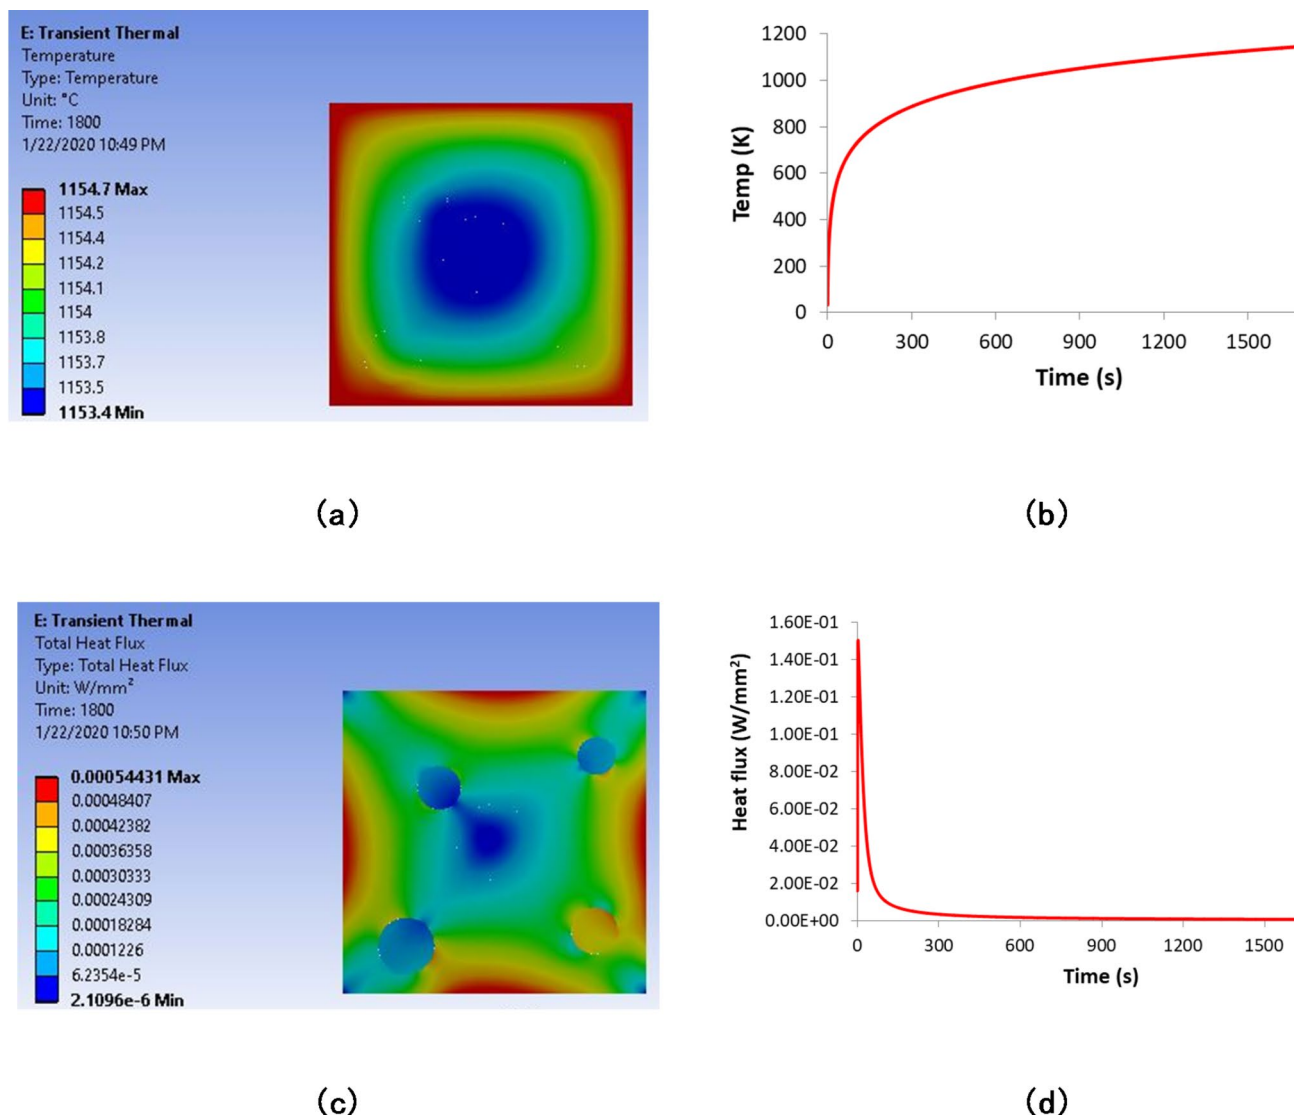 E: Transient Thermal
Temperature
Type: Temperature
Unit: °C
Time: 1800
1/22/2020 10:49 PM
1154.7 Max
1154.5
1154.4
1154.2
1154.1
1154
1153.8
1153.7
1153.5
1153.4 Min
(a)
Temp (K)
1200
1000
800
600
400
200
0
0 300 600 900 1200 1500
Time (s)
(b)
E: Transient Thermal
Total Heat Flux
Type: Total Heat Flux
Unit: W/mm²
Time: 1800
1/22/2020 10:50 PM
0.00054431 Max
0.00048407
0.00042382
0.00036358
0.00030333
0.00024309
0.00018284
0.0001226
6.2354e-5
2.1096e-6 Min
(c)
Heat flux (W/mm²)
1.60E-01
1.40E-01
1.20E-01
1.00E-01
8.00E-02
6.00E-02
4.00E-02
2.00E-02
0.00E+00
0 300 600 900 1200 1500
Time (s)
(d)